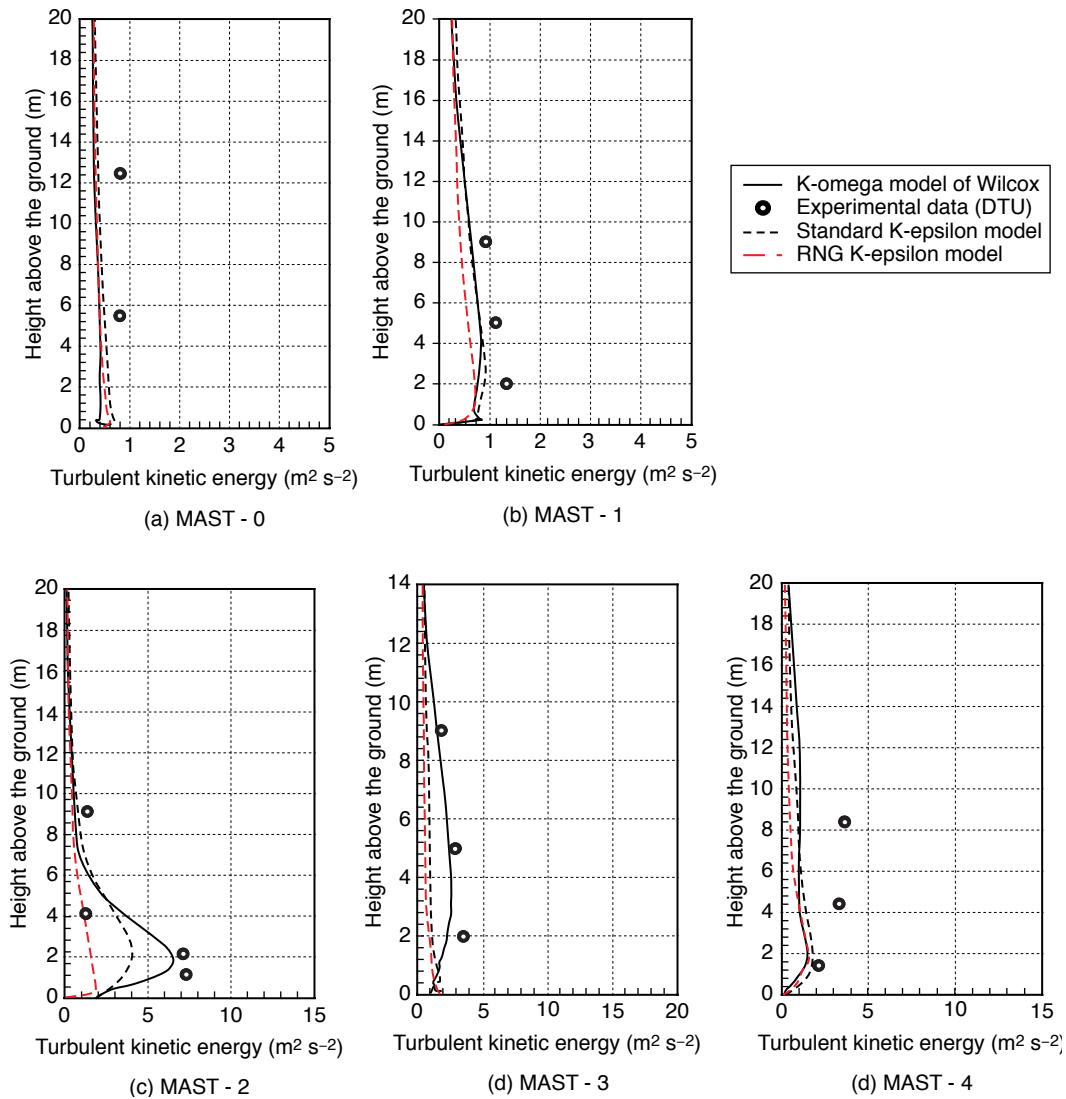 20
18
16
14
12
10
8
6
4
2
0
Height above the ground (m)
0 1 2 3 4 5
Turbulent kinetic energy (m² s⁻²)
(a) MAST - 0
20
18
16
14
12
10
8
6
4
2
0
Height above the ground (m)
0 1 2 3 4 5
Turbulent kinetic energy (m² s⁻²)
(b) MAST - 1
K-omega model of Wilcox
Experimental data (DTU)
Standard K-epsilon model
RNG K-epsilon model
20
18
16
14
12
10
8
6
4
2
0
Height above the ground (m)
0 5 10 15
Turbulent kinetic energy (m² s⁻²)
(c) MAST - 2
14
12
10
8
6
4
2
0
Height above the ground (m)
0 5 10 15 20
Turbulent kinetic energy (m² s⁻²)
(d) MAST - 3
20
18
16
14
12
10
8
6
4
2
0
Height above the ground (m)
0 5 10 15
Turbulent kinetic energy (m² s⁻²)
(d) MAST - 4